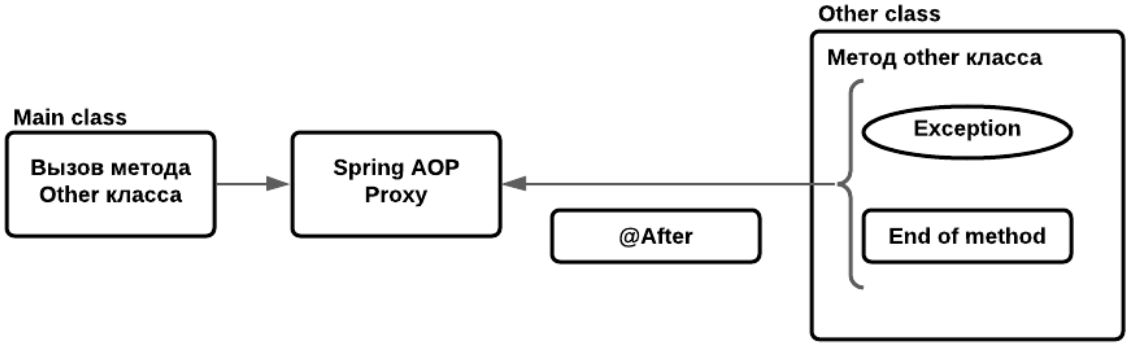 Other class
Метод other класса
Exception
Main class
Вызов метода
Other класса
Spring AOP
Proxy
@After
End of method